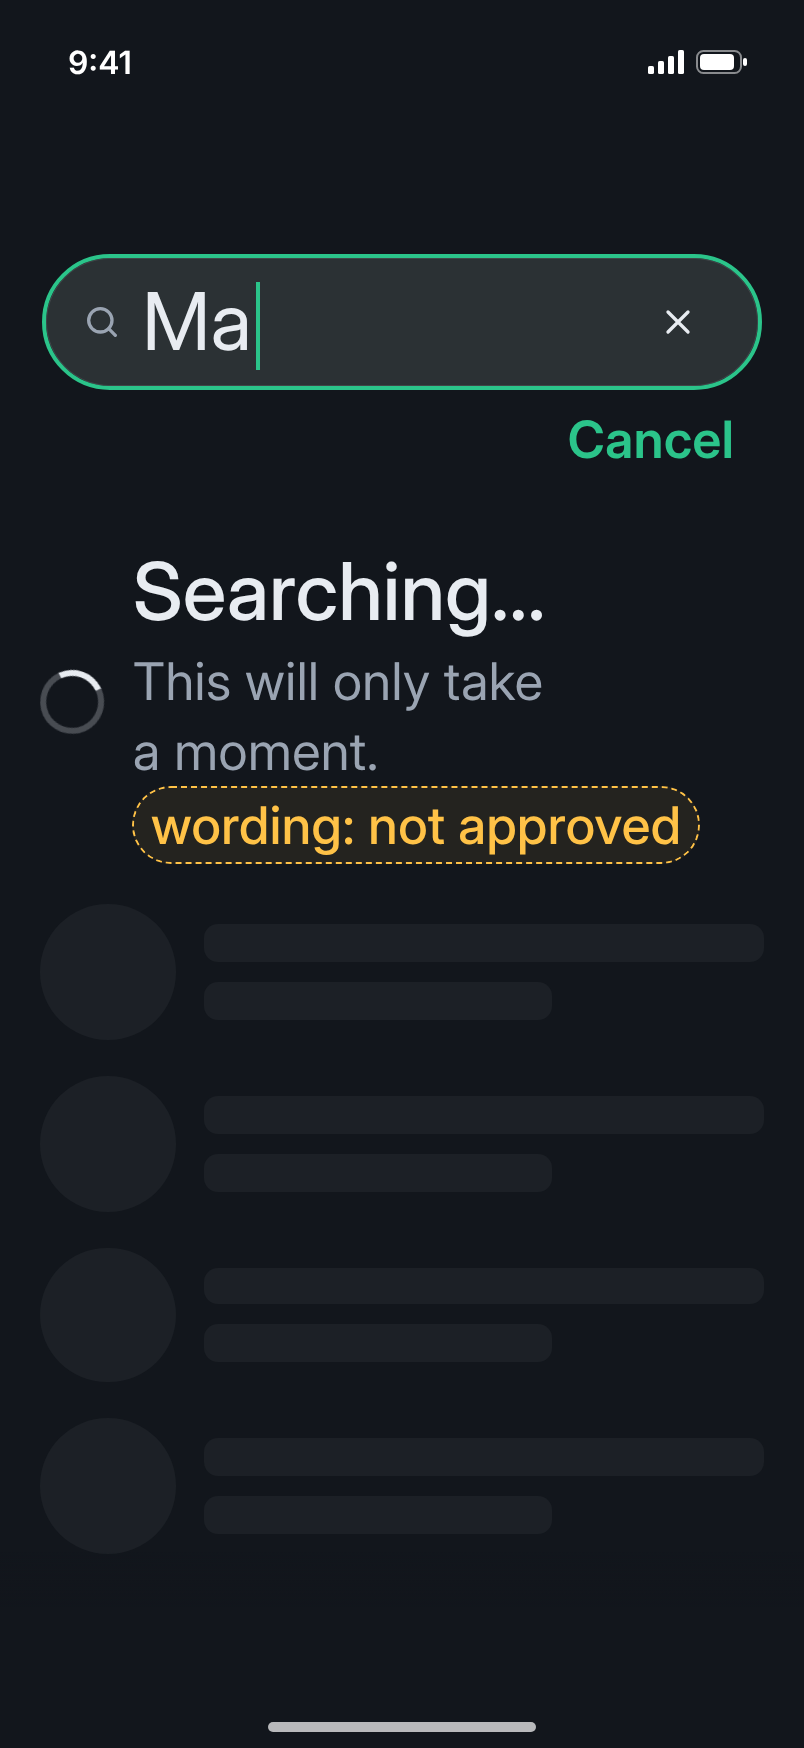 9:41
Ma
Cancel
Searching...
This will only take
a moment.
wording: not approved